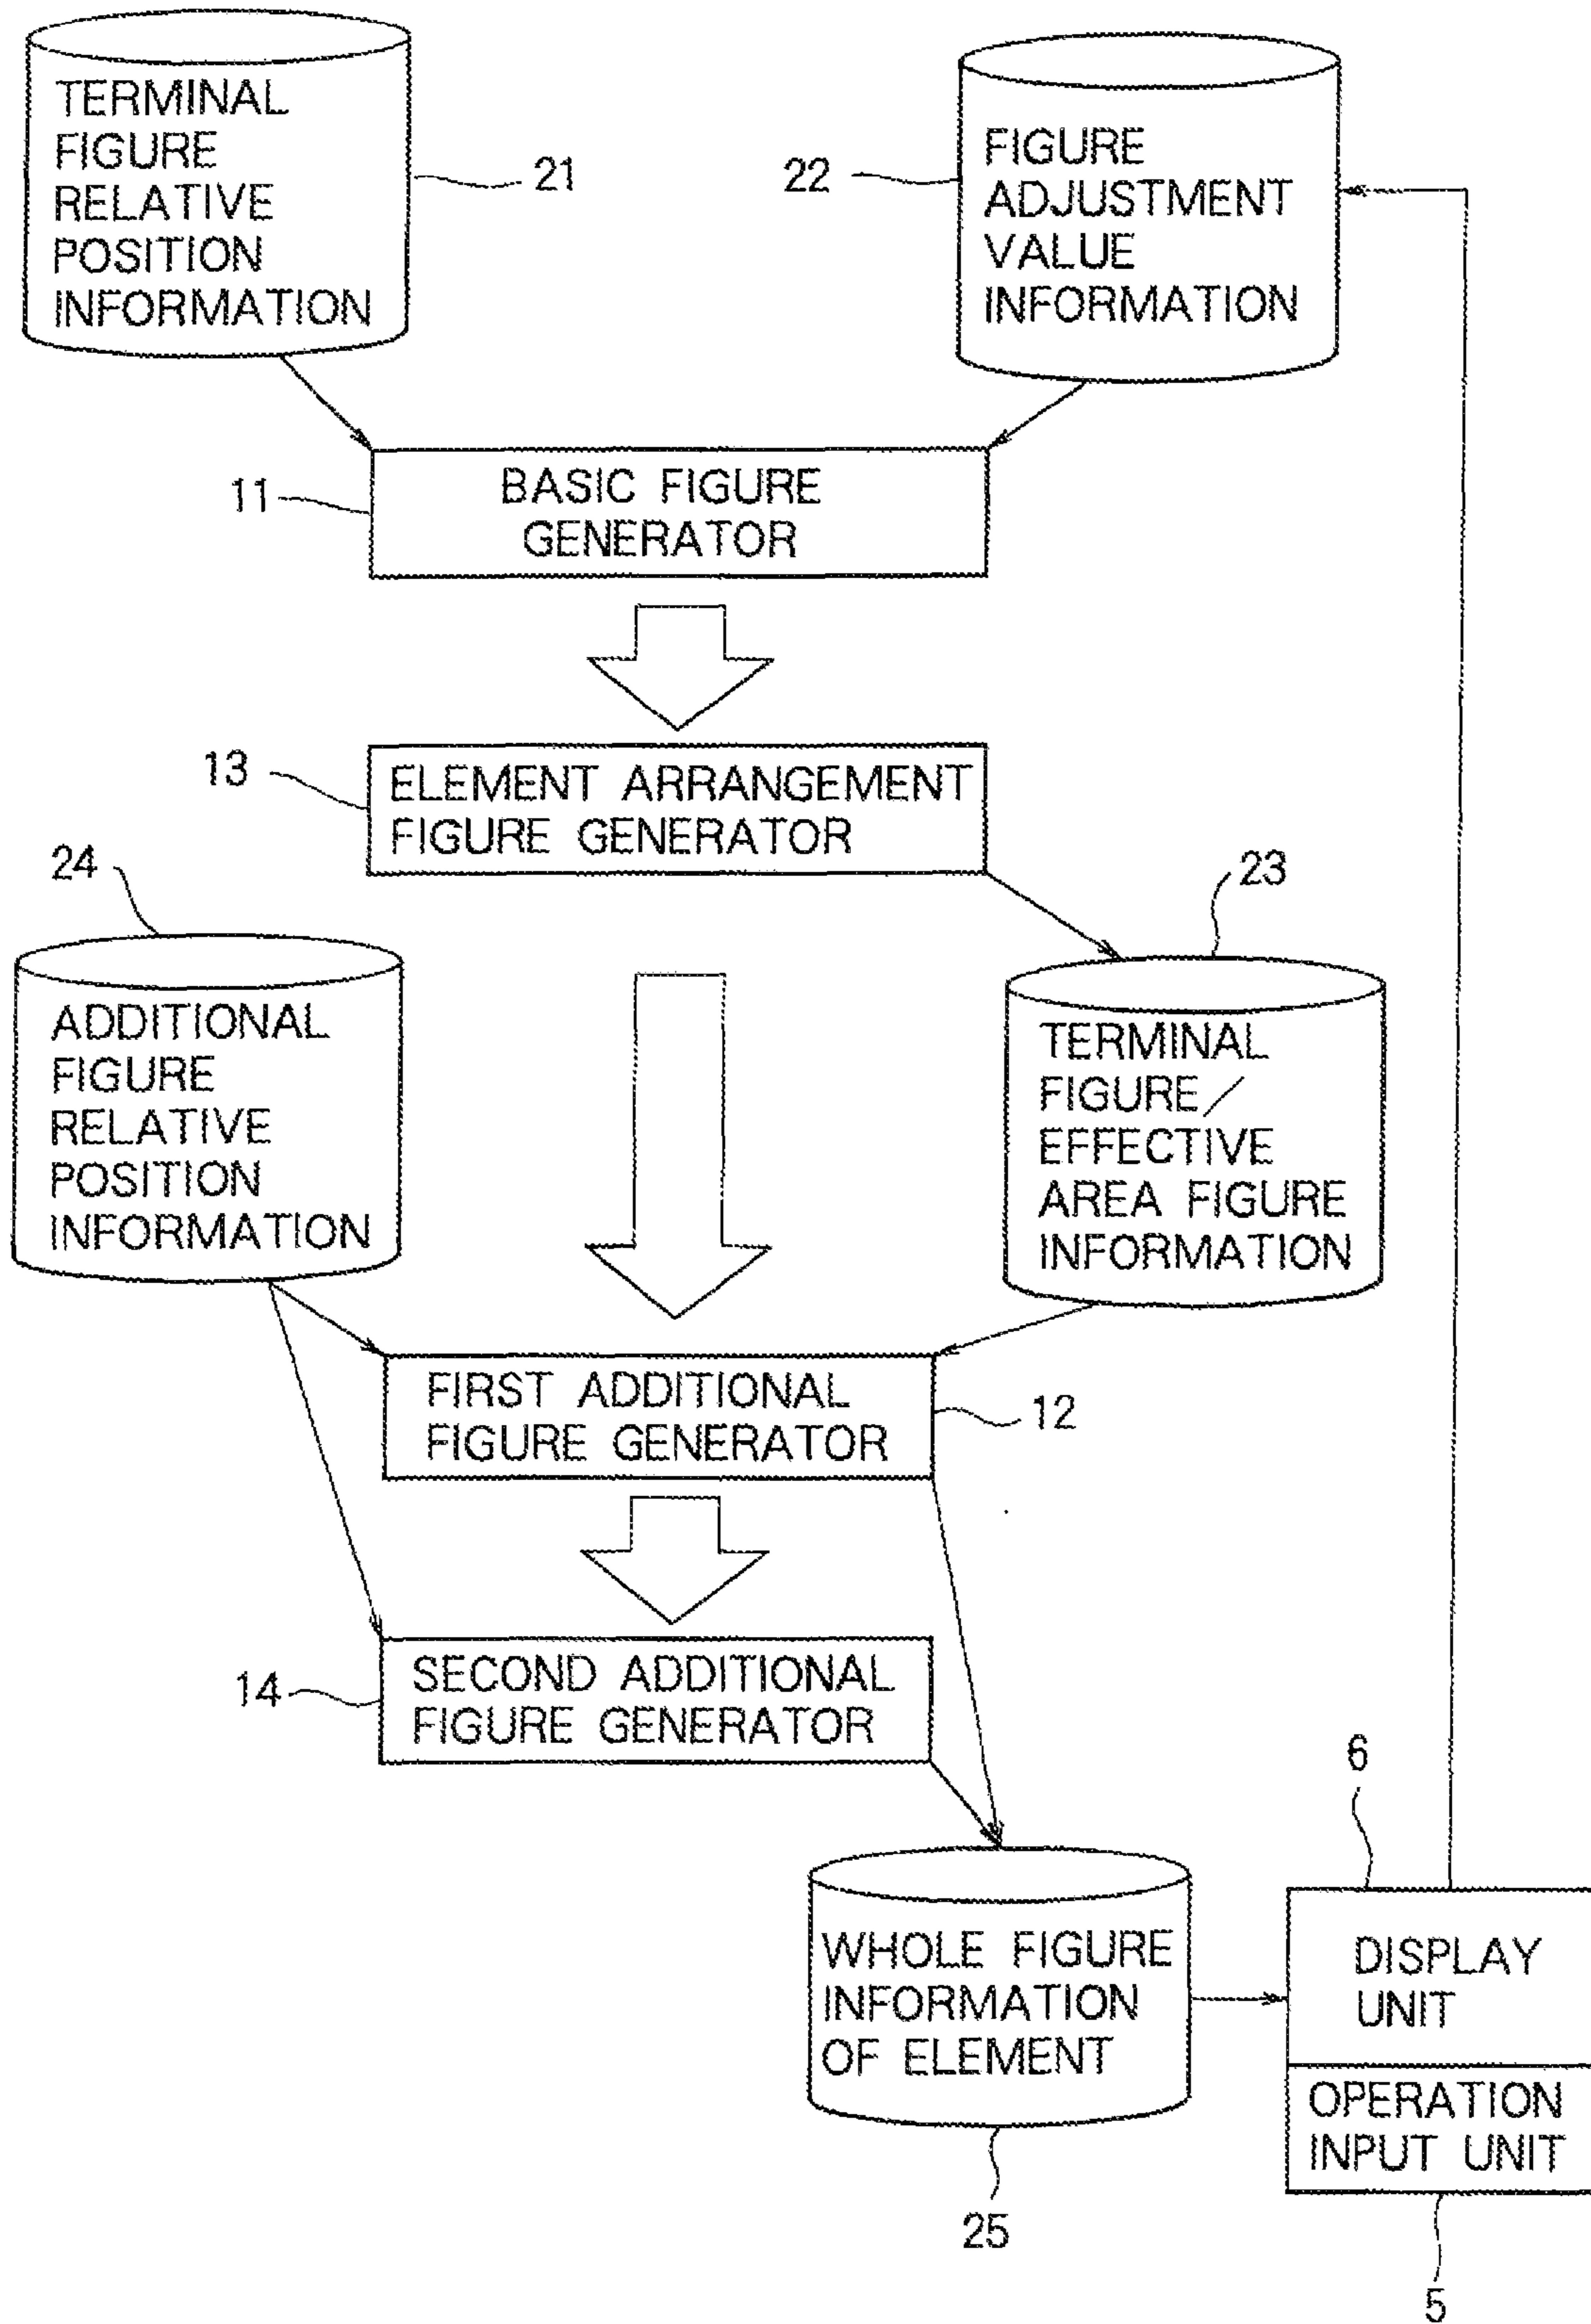 TERMINAL
FIGURE
RELATIVE
POSITION
INFORMATION
21
22
FIGURE
ADJUSTMENT
VALUE
INFORMATION
11
BASIC FIGURE
GENERATOR
13
ELEMENT ARRANGEMENT
FIGURE GENERATOR
24
23
ADDITIONAL
FIGURE
RELATIVE
POSITION
INFORMATION
TERMINAL
FIGURE/
EFFECTIVE
AREA FIGURE
INFORMATION
FIRST ADDITIONAL
FIGURE GENERATOR
12
14
SECOND ADDITIONAL
FIGURE GENERATOR
6
WHOLE FIGURE
INFORMATION
OF ELEMENT
DISPLAY
UNIT
OPERATION
INPUT UNIT
25
5